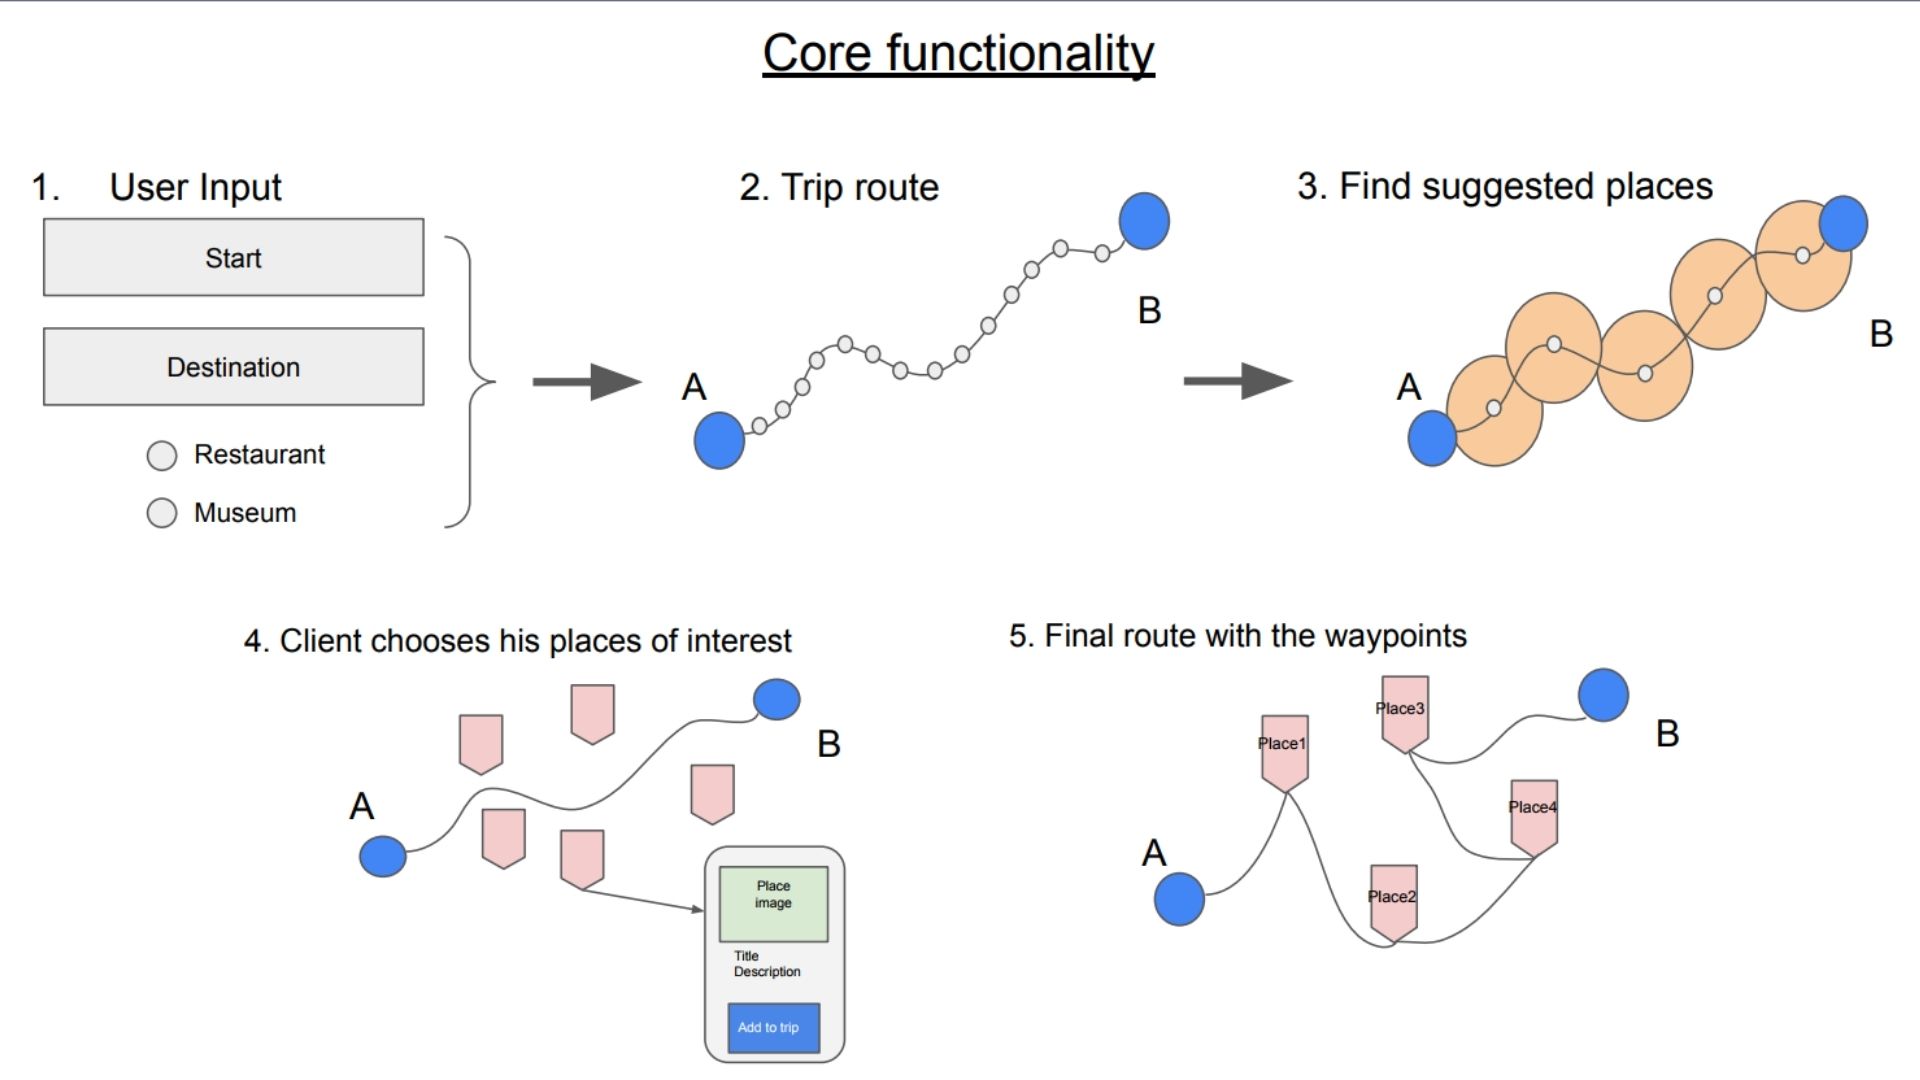 Core functionality
1. User Input
Start
Destination
Restaurant
Museum
2. Trip route
A
B
3. Find suggested places
A
B
4. Client chooses his places of interest
A
B
Place
image
Title
Description
Add to trip
5. Final route with the waypoints
A
Place1
Place2
Place3
Place4
B